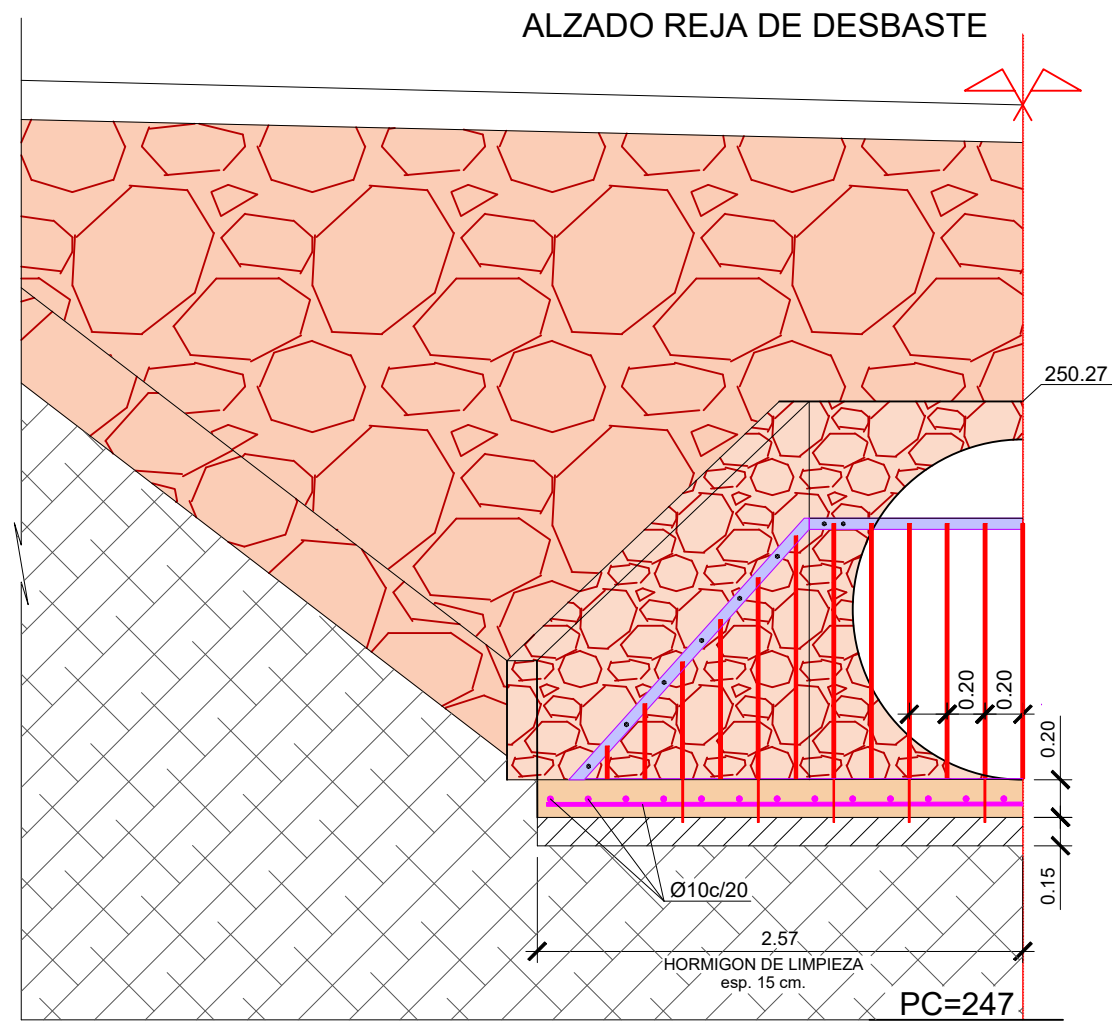 ALZADO REJA DE DESBASTE
250.27
0.20
0.20
0.20
0.15
Ø10c/20
2.57
HORMIGON DE LIMPIEZA
esp. 15 cm.
PC=247